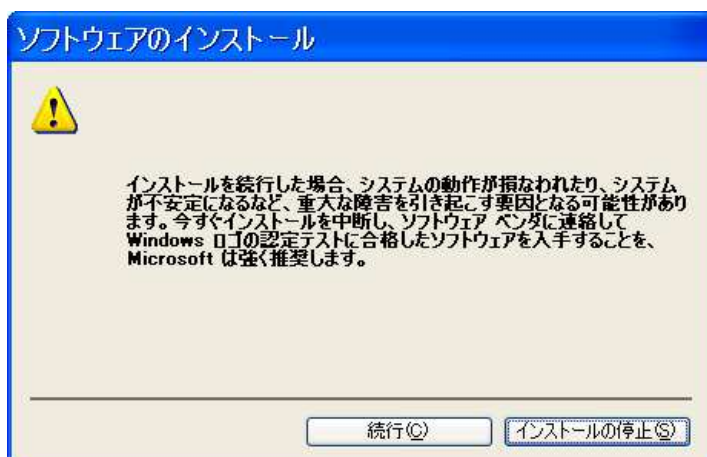 ソフトウェアのインストール
インストールを続行した場合、システムの動作が損なわれたり、システム
が不安定になるなど、重大な障害を引き起こす要因となる可能性があり
ます。今すぐインストールを中断し、ソフトウェア ベンダに連絡して
Windows ロゴの認定テストに合格したソフトウェアを入手することを、
Microsoft は強く推奨します。
続行(C)
インストールの停止(S)